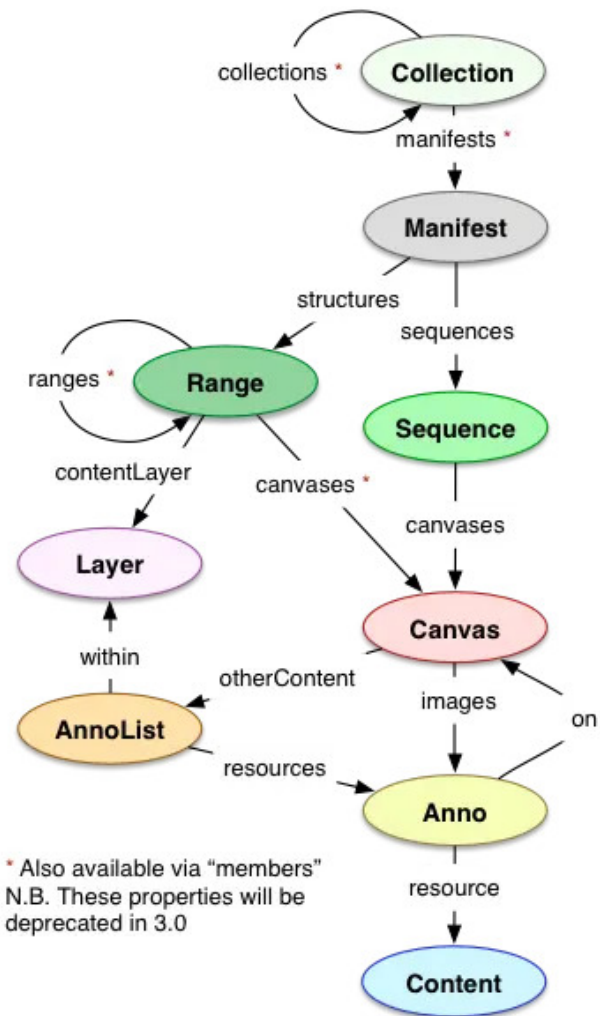 collections *
Collection
manifests *
Manifest
structures
sequences
ranges *
Range
Sequence
contentLayer
canvases *
canvases
Layer
Canvas
within
otherContent
images
on
AnnoList
resources
Anno
* Also available via “members”
N.B. These properties will be
deprecated in 3.0
resource
Content